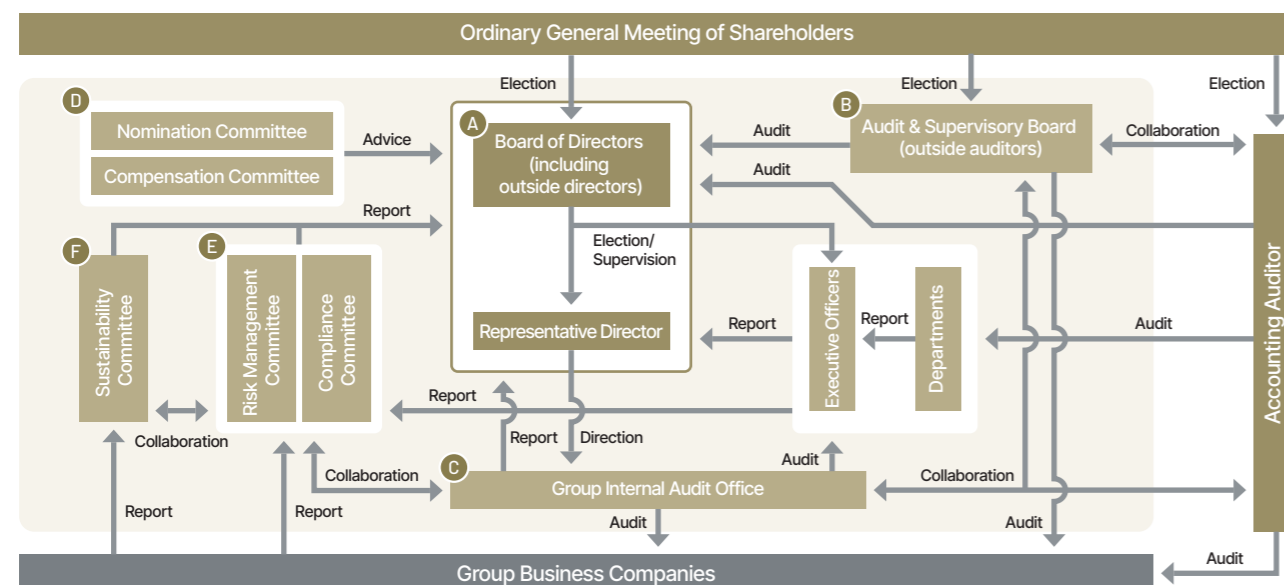 Ordinary General Meeting of Shareholders
Election
Election
Election
D
Nomination Committee
Compensation Committee
Advice
A
Board of Directors
(including
outside directors)
B
Audit & Supervisory Board
(outside auditors)
Audit
Audit
Collaboration
Report
F
Sustainability
Committee
E
Risk Management
Committee
Compliance
Committee
Election/
Supervision
Representative Director
Report
Executive Officers
Report
Departments
Audit
Accounting Auditor
Report
Collaboration
Report
Direction
Audit
Collaboration
C
Group Internal Audit Office
Collaboration
Report
Report
Audit
Audit
Audit
Group Business Companies